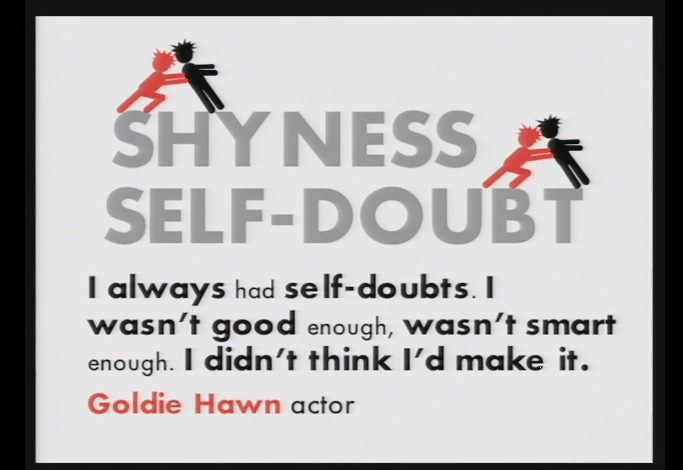 SHYNESS
SELF-DOUBT
I always had self-doubts. I
wasn't good enough, wasn't smart
enough. I didn't think I'd make it.
Goldie Hawn actor